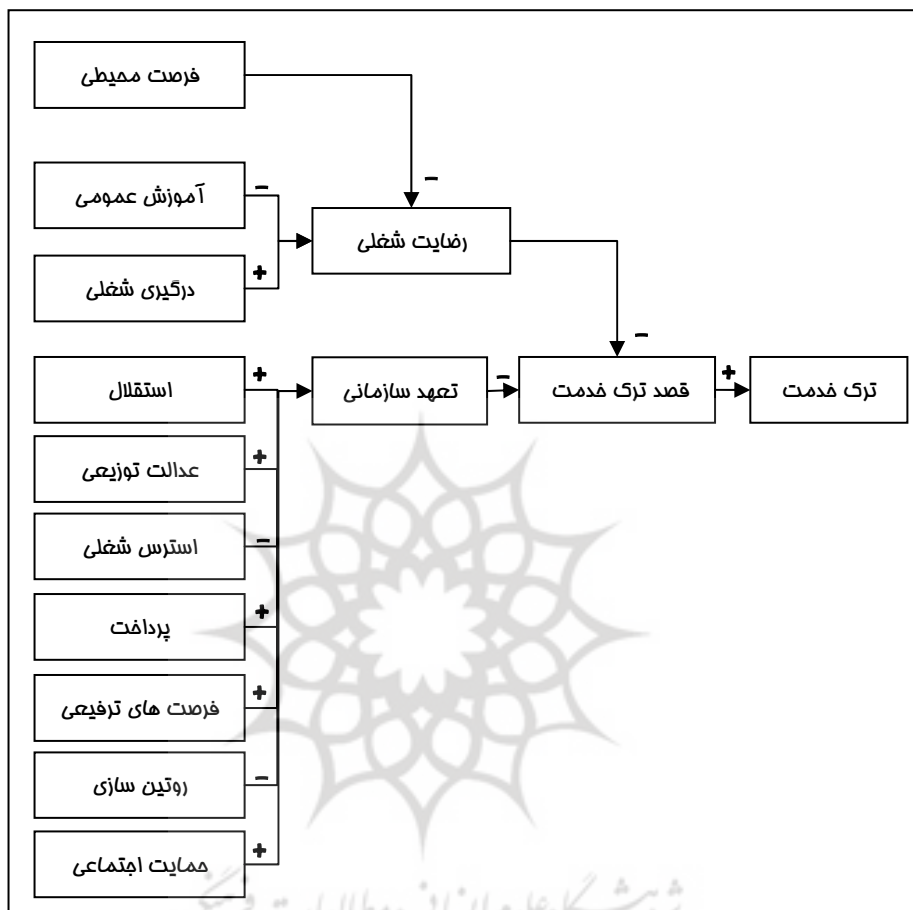 فرصت محیطی
−
آموزش عمومی
−
رضایت شغلی
درگیری شغلی
+
−
استقلال
+
تعهد سازمانی
−
قصد ترک خدمت
+
ترک خدمت
عدالت توزیعی
+
استرس شغلی
−
پرداخت
+
فرصت های ترفیعی
+
روتین سازی
−
حمایت اجتماعی
+